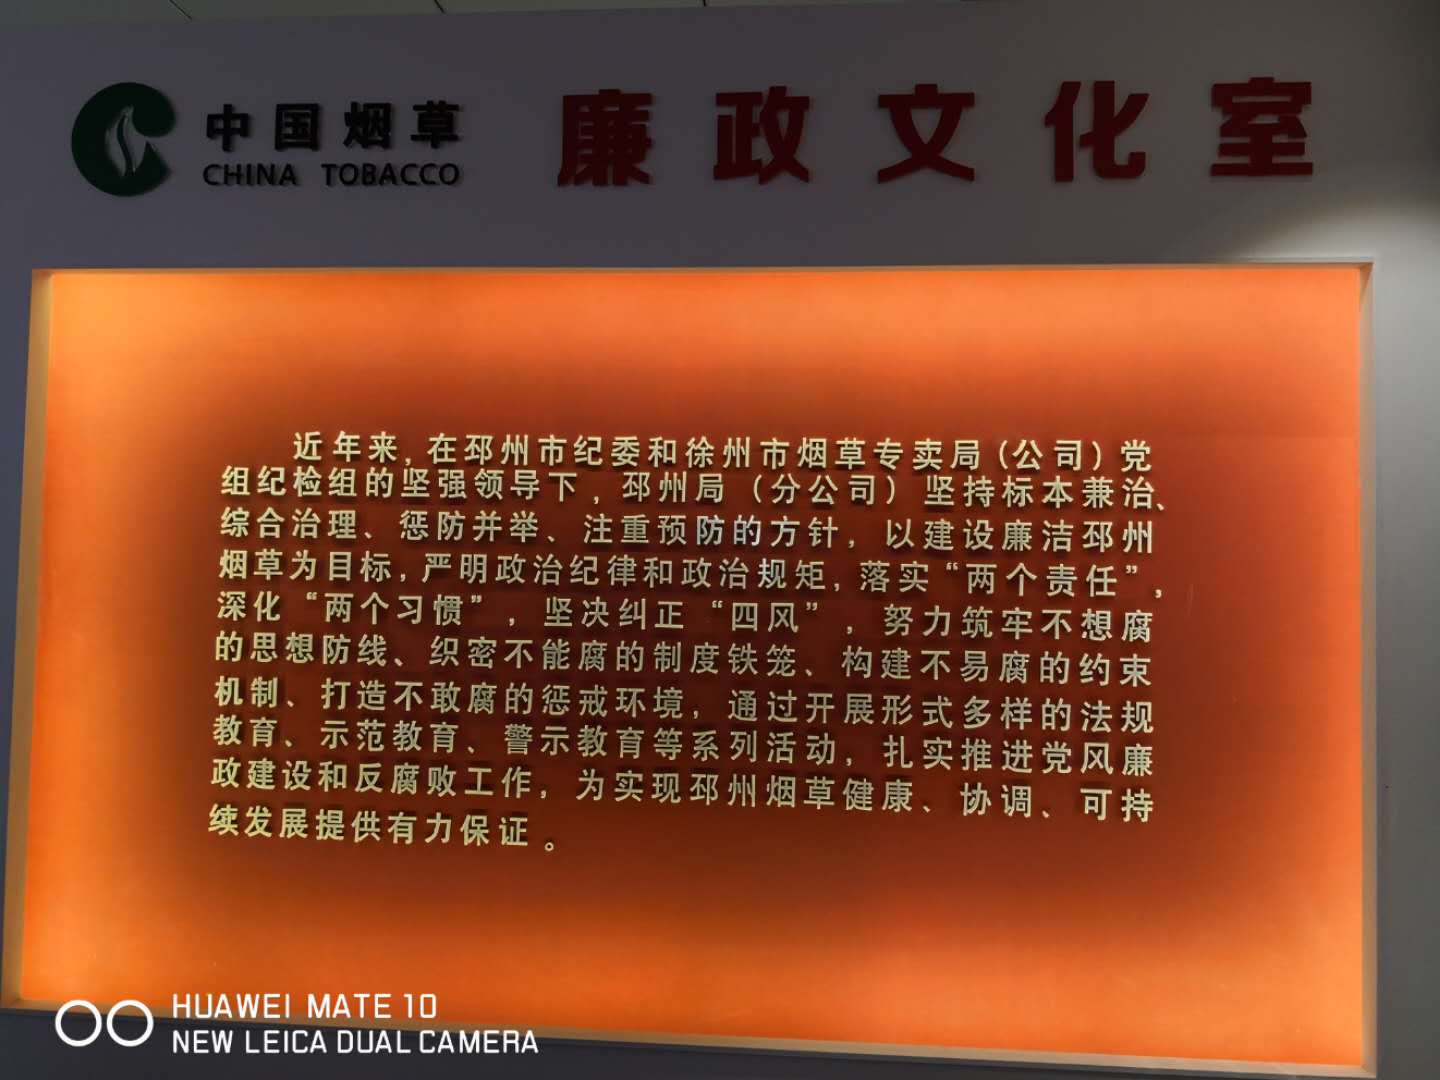 中国烟草
CHINA TOBACCO
廉政文化室
近年来,在邳州市纪委和徐州市烟草专卖局(公司)党
组纪检组的坚强领导下,邳州局(分公司)坚持标本兼治、
综合治理、惩防并举、注重预防的方针,以建设廉洁邳州
烟草为目标,严明政治纪律和政治规矩,落实“两个责任”,
深化“两个习惯”,坚决纠正“四风”,努力筑牢不想腐
的思想防线、织密不能腐的制度铁笼、构建不易腐的约束
机制、打造不敢腐的惩戒环境,通过开展形式多样的法规
教育、示范教育、警示教育等系列活动,扎实推进党风廉
政建设和反腐败工作,为实现邳州烟草健康、协调、可持
续发展提供有力保证。
HUAWEI MATE 10
NEW LEICA DUAL CAMERA